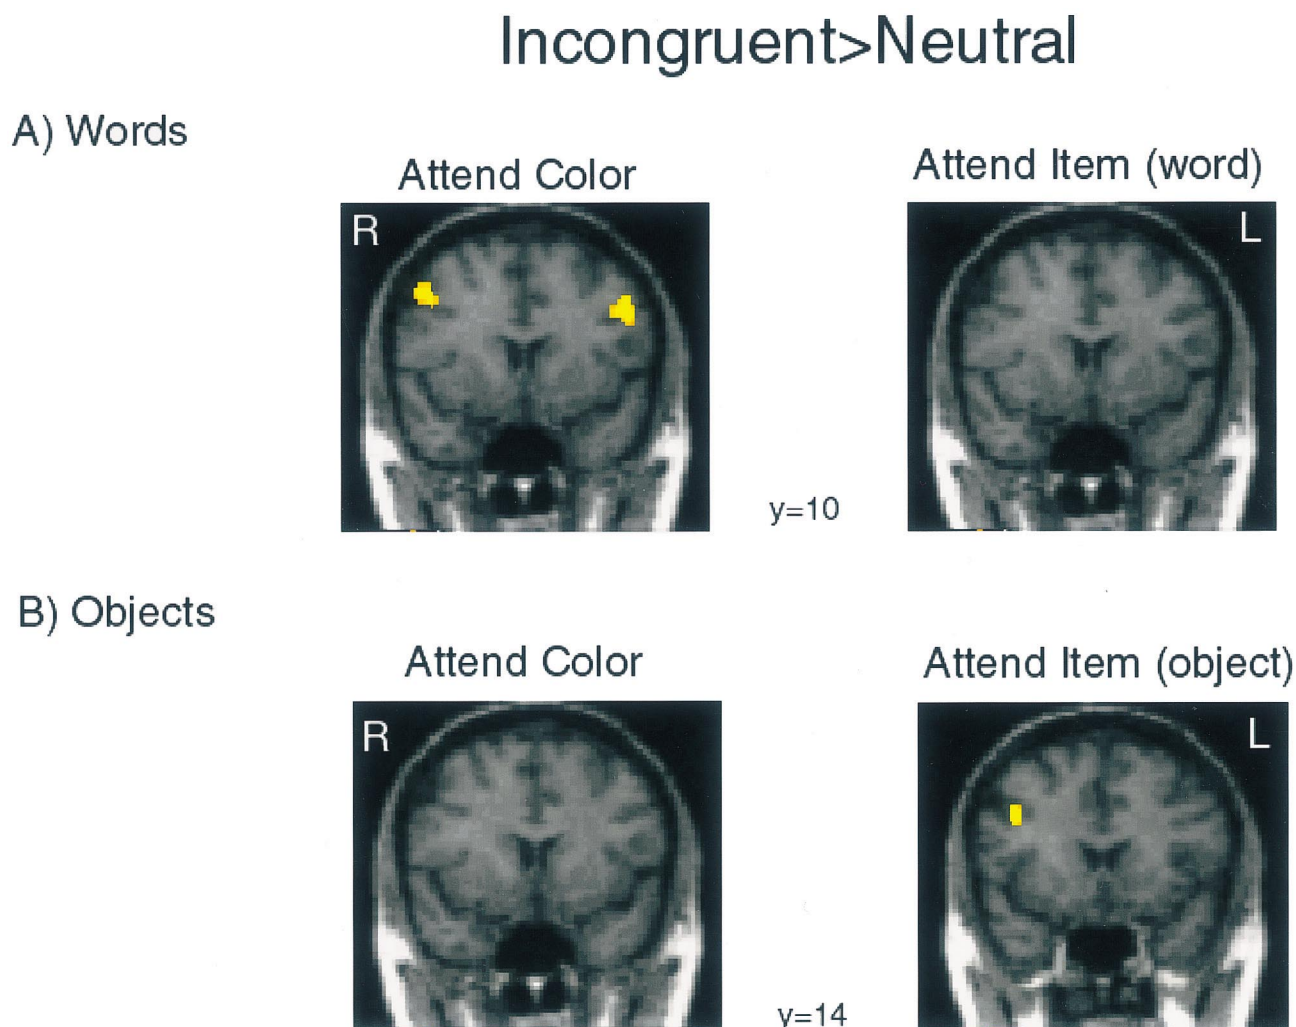 Incongruent>Neutral
A) Words
Attend Color
Attend Item (word)
R
L
y=10
B) Objects
Attend Color
Attend Item (object)
R
L
y=14